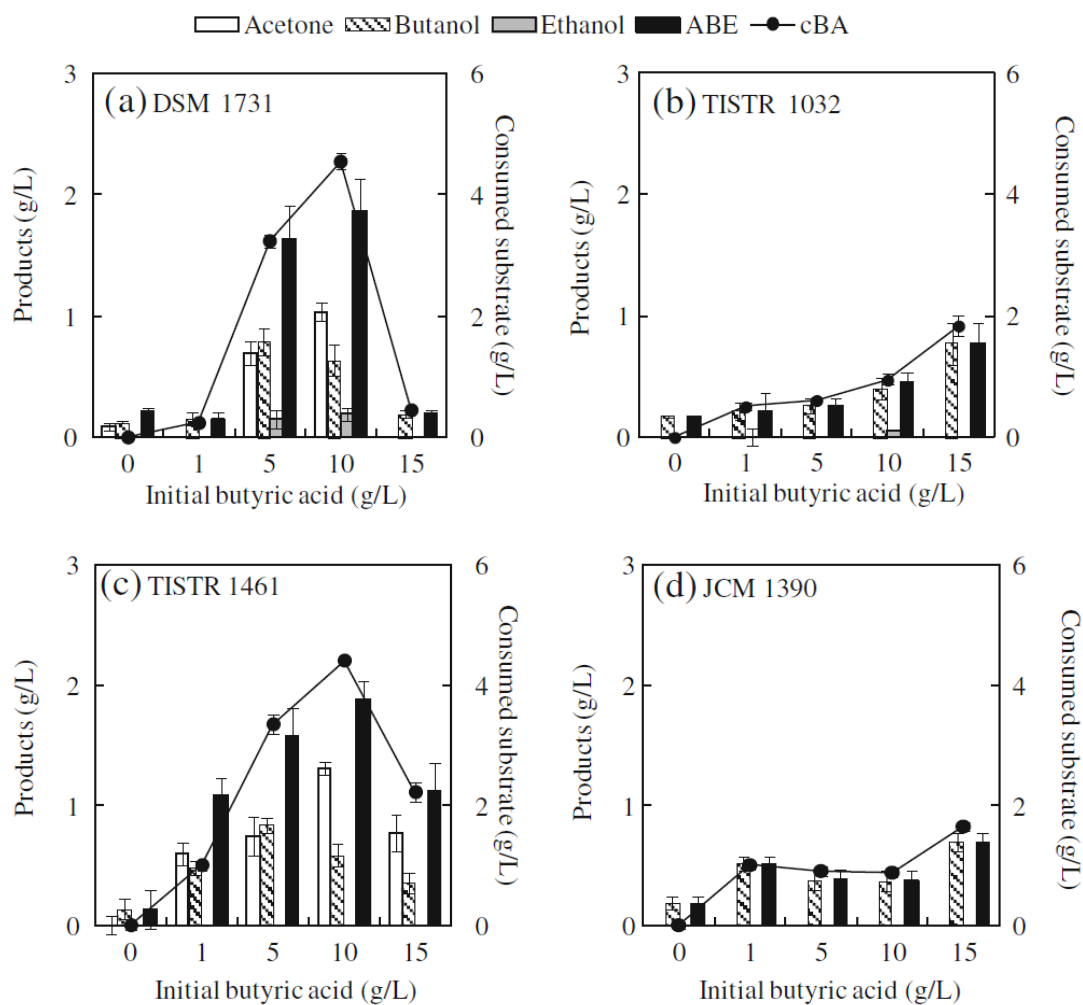 Acetone Butanol Ethanol ABE cBA
(a) DSM 1731
3
2
1
0
Products (g/L)
6
4
2
0
Consumed substrate (g/L)
0 1 5 10 15
Initial butyric acid (g/L)
(b) TISTR 1032
3
2
1
0
Products (g/L)
6
4
2
0
Consumed substrate (g/L)
0 1 5 10 15
Initial butyric acid (g/L)
(c) TISTR 1461
3
2
1
0
Products (g/L)
6
4
2
0
Consumed substrate (g/L)
0 1 5 10 15
Initial butyric acid (g/L)
(d) JCM 1390
3
2
1
0
Products (g/L)
6
4
2
0
Consumed substrate (g/L)
0 1 5 10 15
Initial butyric acid (g/L)